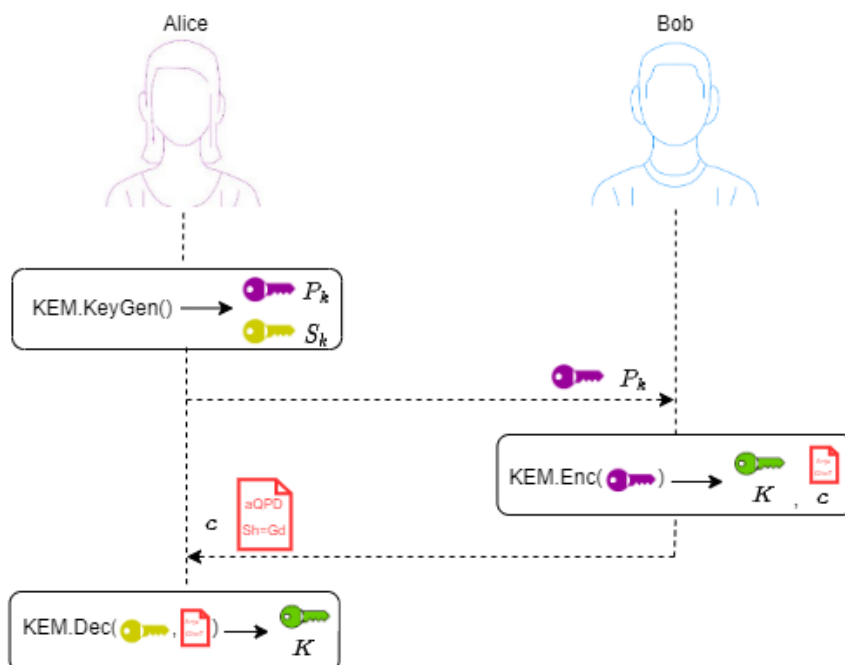 Alice
Bob
KEM.KeyGen()
P_k
S_k
P_k
KEM.Enc( )
K , c
c
aQPD
Sh=Gd
KEM.Dec( , )
K